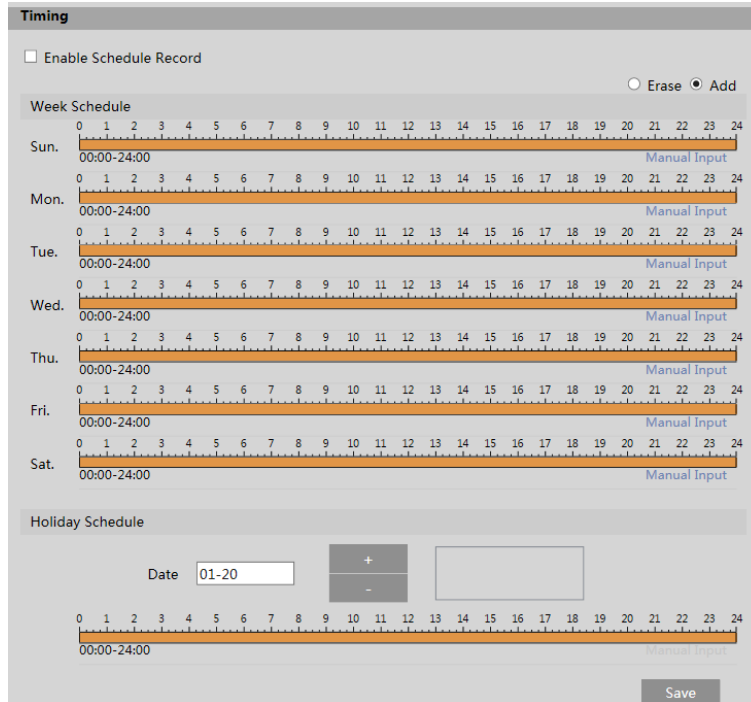 Timing
Enable Schedule Record
Erase Add
Week Schedule
0 1 2 3 4 5 6 7 8 9 10 11 12 13 14 15 16 17 18 19 20 21 22 23 24
Sun.
00:00-24:00 Manual Input
0 1 2 3 4 5 6 7 8 9 10 11 12 13 14 15 16 17 18 19 20 21 22 23 24
Mon.
00:00-24:00 Manual Input
0 1 2 3 4 5 6 7 8 9 10 11 12 13 14 15 16 17 18 19 20 21 22 23 24
Tue.
00:00-24:00 Manual Input
0 1 2 3 4 5 6 7 8 9 10 11 12 13 14 15 16 17 18 19 20 21 22 23 24
Wed.
00:00-24:00 Manual Input
0 1 2 3 4 5 6 7 8 9 10 11 12 13 14 15 16 17 18 19 20 21 22 23 24
Thu.
00:00-24:00 Manual Input
0 1 2 3 4 5 6 7 8 9 10 11 12 13 14 15 16 17 18 19 20 21 22 23 24
Fri.
00:00-24:00 Manual Input
0 1 2 3 4 5 6 7 8 9 10 11 12 13 14 15 16 17 18 19 20 21 22 23 24
Sat.
00:00-24:00 Manual Input
Holiday Schedule
+
Date 01-20
-
0 1 2 3 4 5 6 7 8 9 10 11 12 13 14 15 16 17 18 19 20 21 22 23 24
00:00-24:00 Manual Input
Save